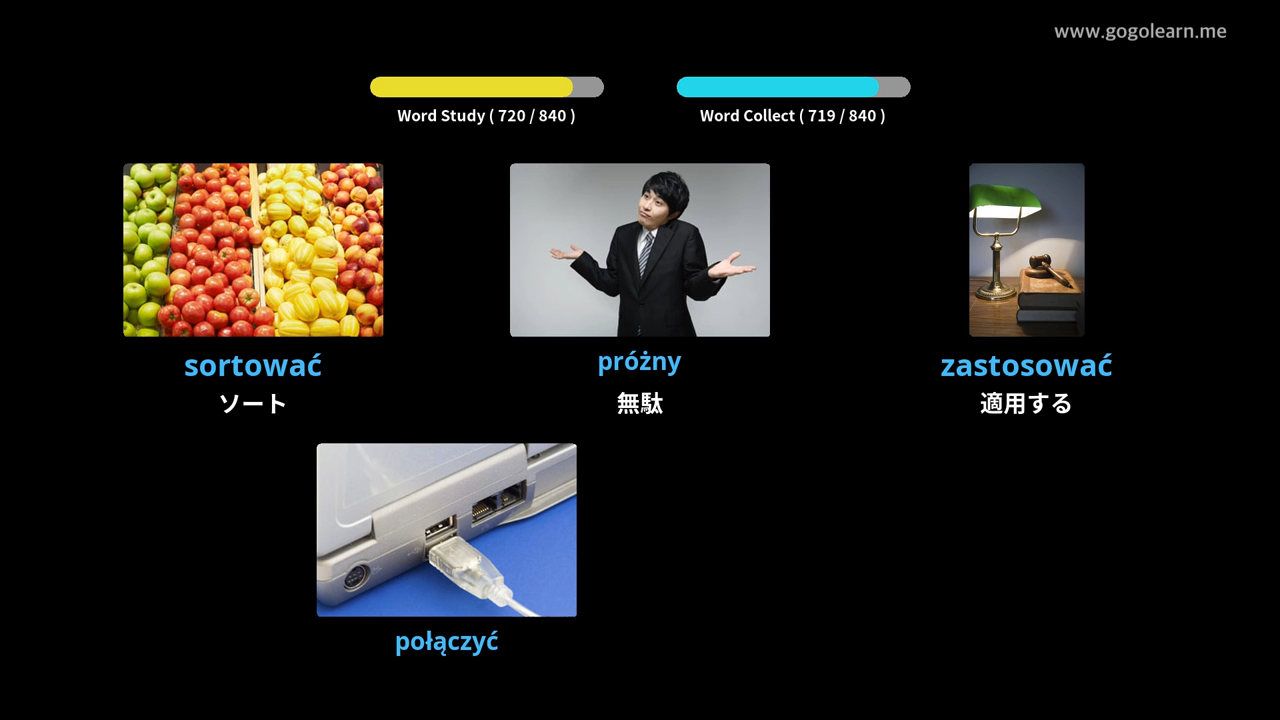 www.gogolearn.me
Word Study ( 720 / 840 )
Word Collect ( 719 / 840 )
sortować
próżny
zastosować
ソート
無駄
適用する
połączyć